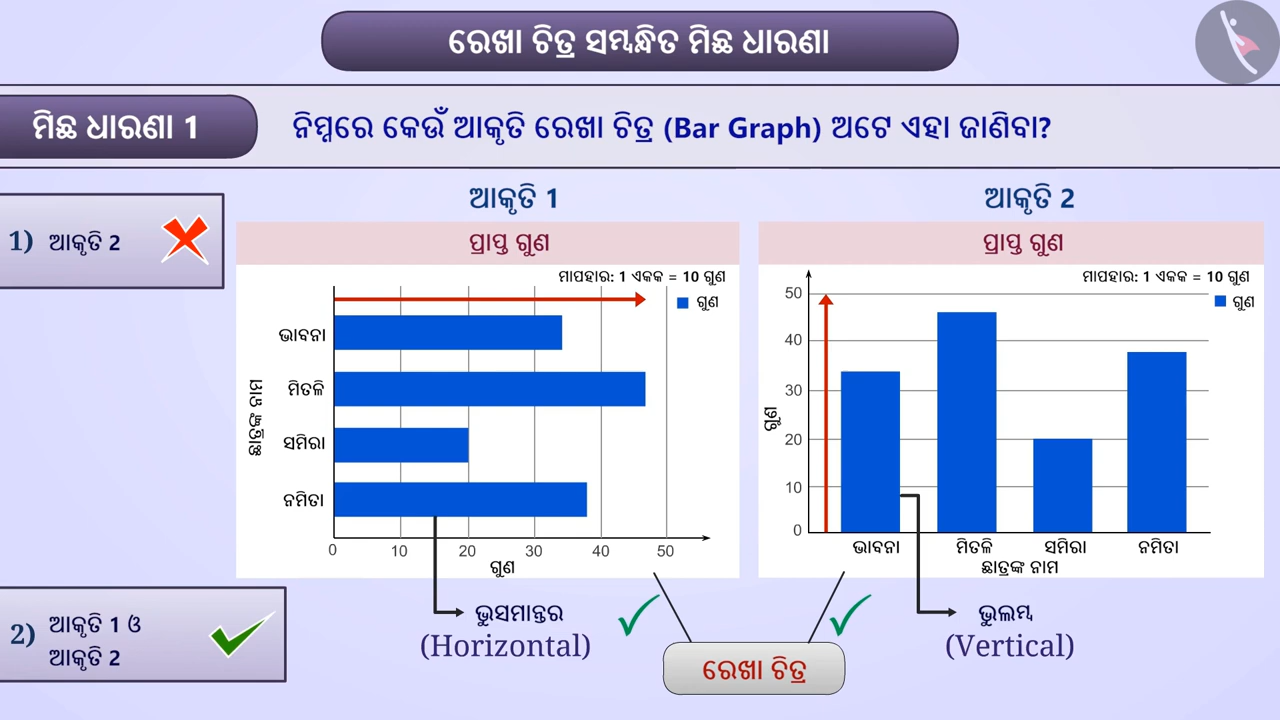 ରେଖା ଚିତ୍ର ସମ୍ବନ୍ଧିତ ମିଛ ଧାରଣା
ମିଛ ଧାରଣା 1
ନିମ୍ନରେ କେଉଁ ଆକୃତି ରେଖା ଚିତ୍ର (Bar Graph) ଅଟେ ଏହା ଜାଣିବା?
1) ଆକୃତି 2
ଆକୃତି 1
ପ୍ରାପ୍ତ ଗୁଣ
ମାପହାର: 1 ଏକକ = 10 ଗୁଣ
ଗୁଣ
ଛାତ୍ରଙ୍କ ନାମ
ଭାବନା
ମିତଳି
ସମିରା
ନମିତା
0 10 20 30 40 50
ଗୁଣ
ଭୁସମାନ୍ତର
(Horizontal)
ଆକୃତି 2
ପ୍ରାପ୍ତ ଗୁଣ
ମାପହାର: 1 ଏକକ = 10 ଗୁଣ
ଗୁଣ
ଗୁଣ
50
40
30
20
10
0
ଭାବନା ମିତଳି ସମିରା ନମିତା
ଛାତ୍ରଙ୍କ ନାମ
ଭୁଲମ୍ବ
(Vertical)
2) ଆକୃତି 1 ଓ
ଆକୃତି 2
ରେଖା ଚିତ୍ର